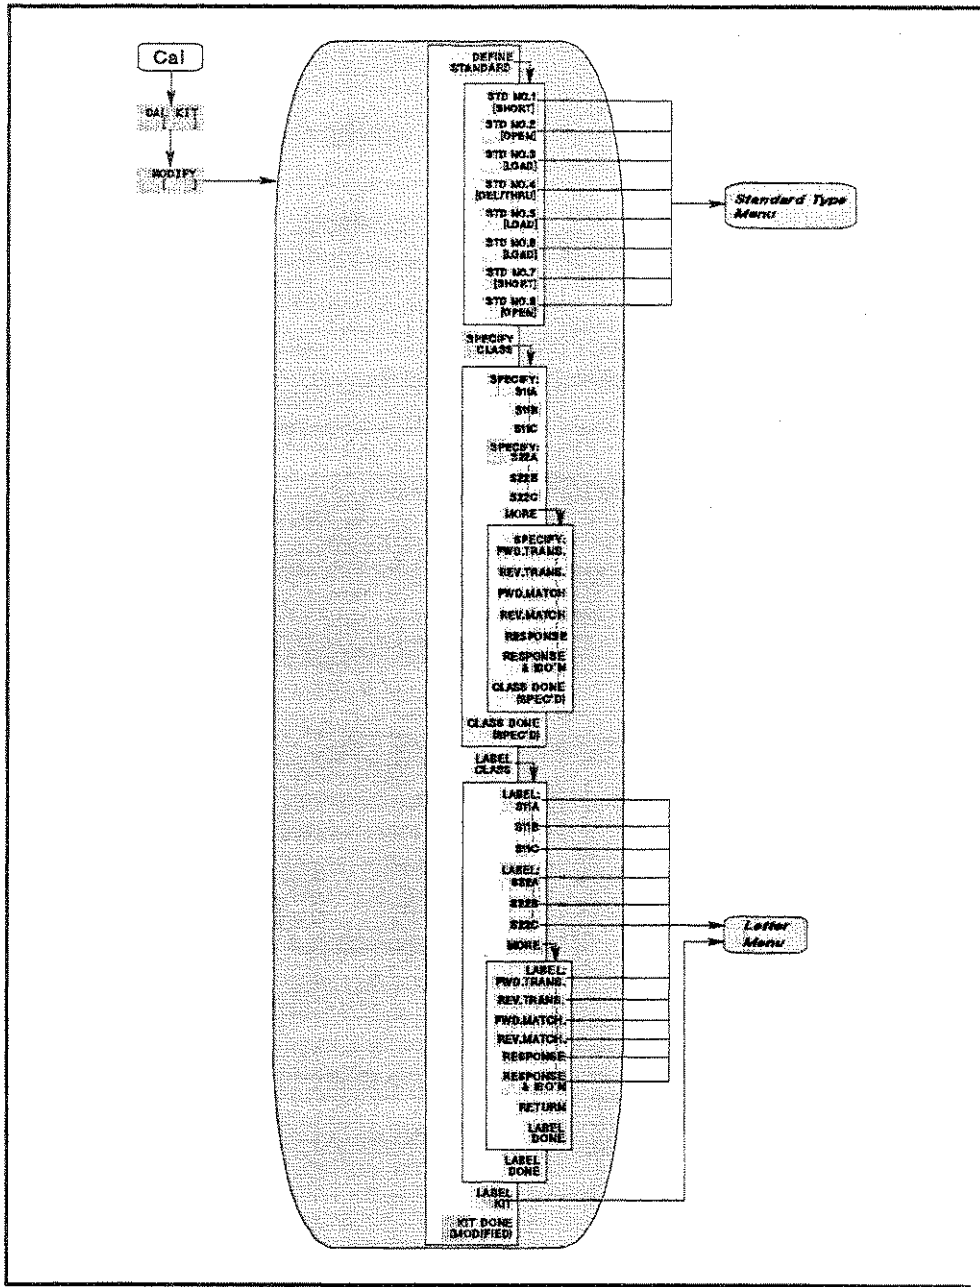 Cal
CAL KIT
[ ]
MODIFY
[ ]
DEFINE
STANDARD
STD NO.1
[SHORT]
STD NO.2
[OPEN]
STD NO.3
[LOAD]
STD NO.4
[DEL/THRU]
STD NO.5
[LOAD]
STD NO.6
[LOAD]
STD NO.7
[SHORT]
STD NO.8
[OPEN]
Standard Type
Menu
SPECIFY
CLASS
SPECIFY:
S11A
S11B
S11C
SPECIFY:
S22A
S22B
S22C
MORE
SPECIFY:
FWD.TRANS.
REV.TRANS.
FWD.MATCH
REV.MATCH
RESPONSE
RESPONSE
& ISO'N
CLASS DONE
(SPEC'D)
CLASS DONE
(SPEC'D)
LABEL
CLASS
LABEL:
S11A
S11B
S11C
LABEL:
S22A
S22B
S22C
MORE
Letter
Menu
LABEL:
FWD.TRANS.
REV.TRANS.
FWD.MATCH.
REV.MATCH.
RESPONSE
RESPONSE
& ISO'N
RETURN
LABEL
DONE
LABEL
DONE
LABEL
KIT
KIT DONE
(MODIFIED)